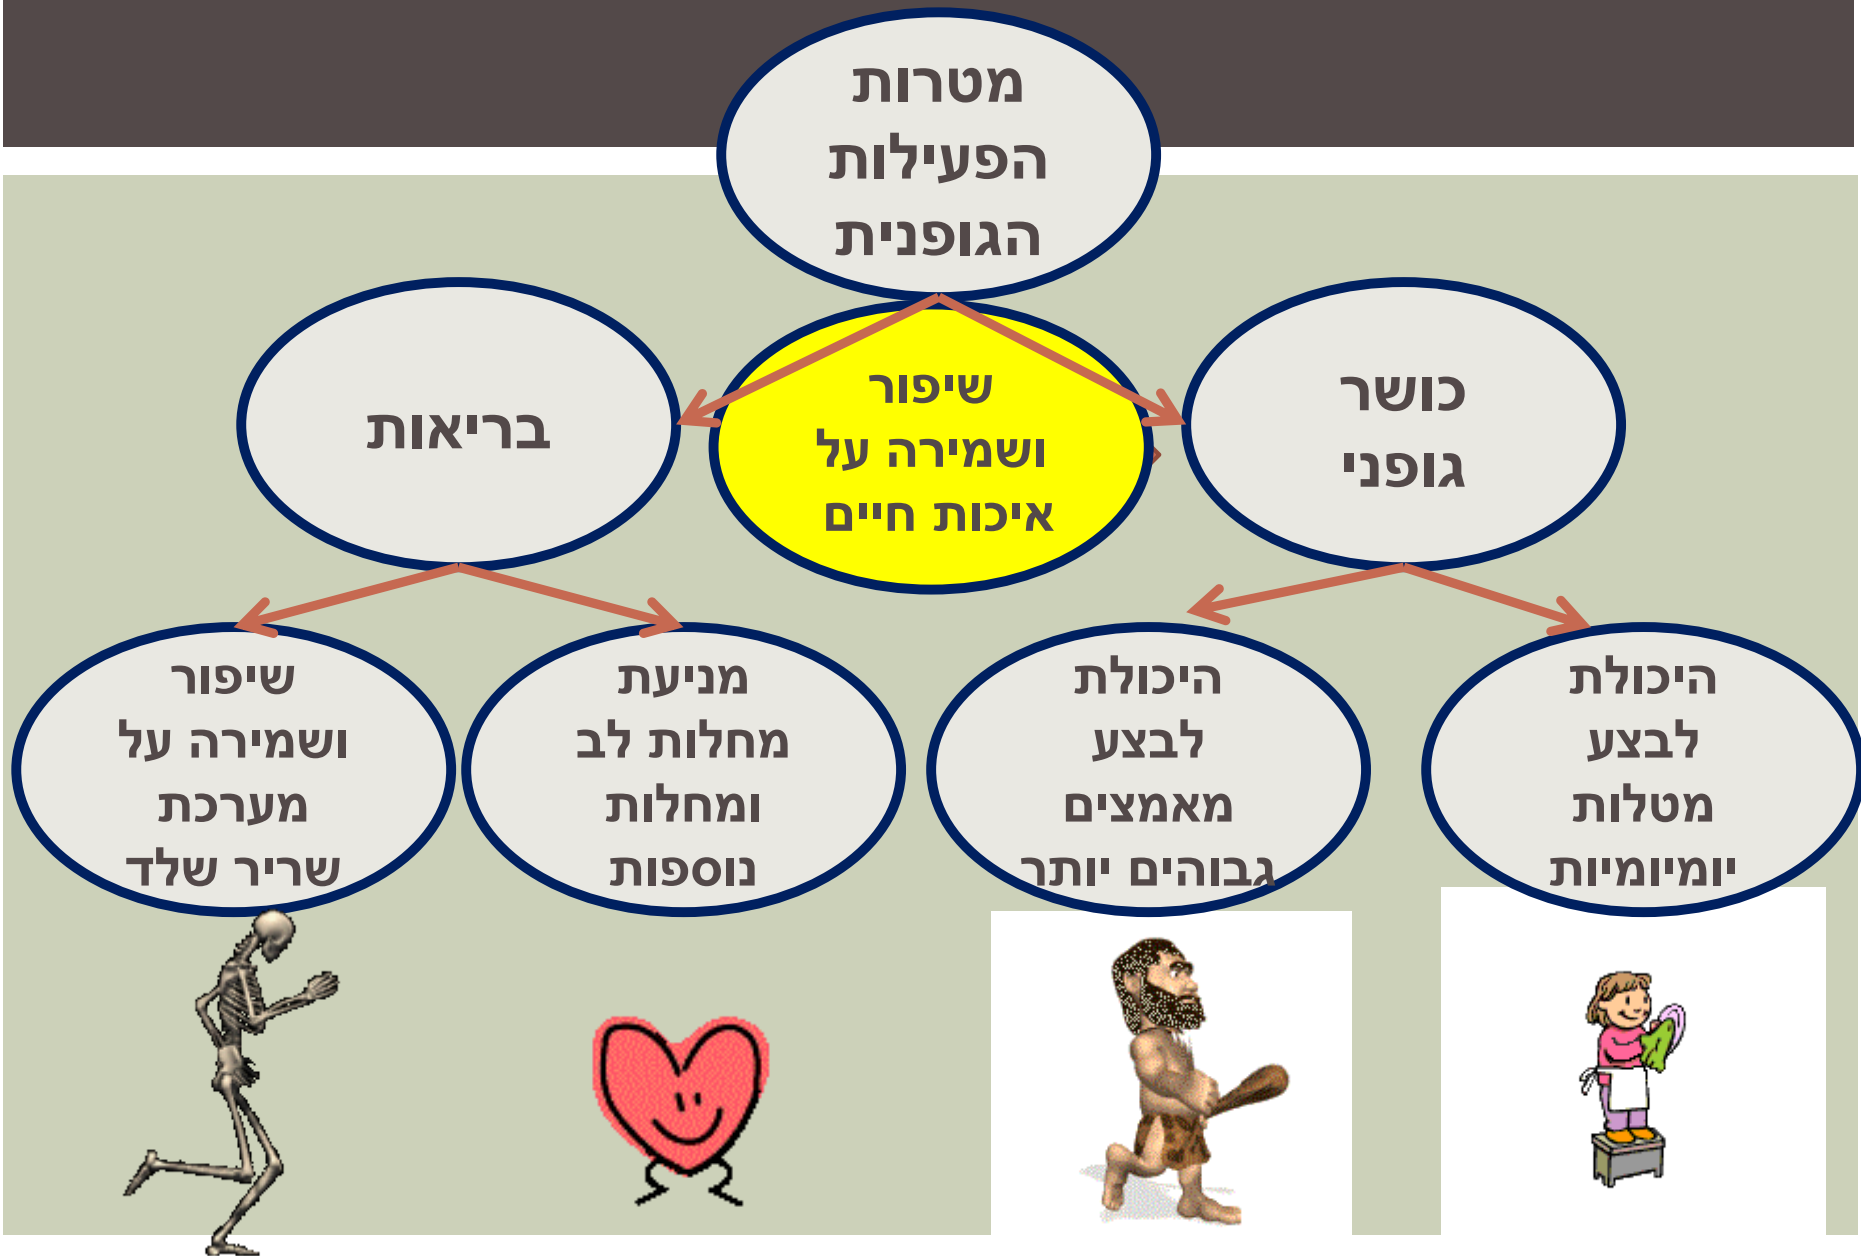 מטרות
הפעילות
הגופנית
כושר
גופני
שיפור
ושמירה על
איכות חיים
בריאות
היכולת
לבצע
מטלות
יומיומיות
היכולת
לבצע
מאמצים
גבוהים יותר
מניעת
מחלות לב
ומחלות
נוספות
שיפור
ושמירה על
מערכת
שריר שלד